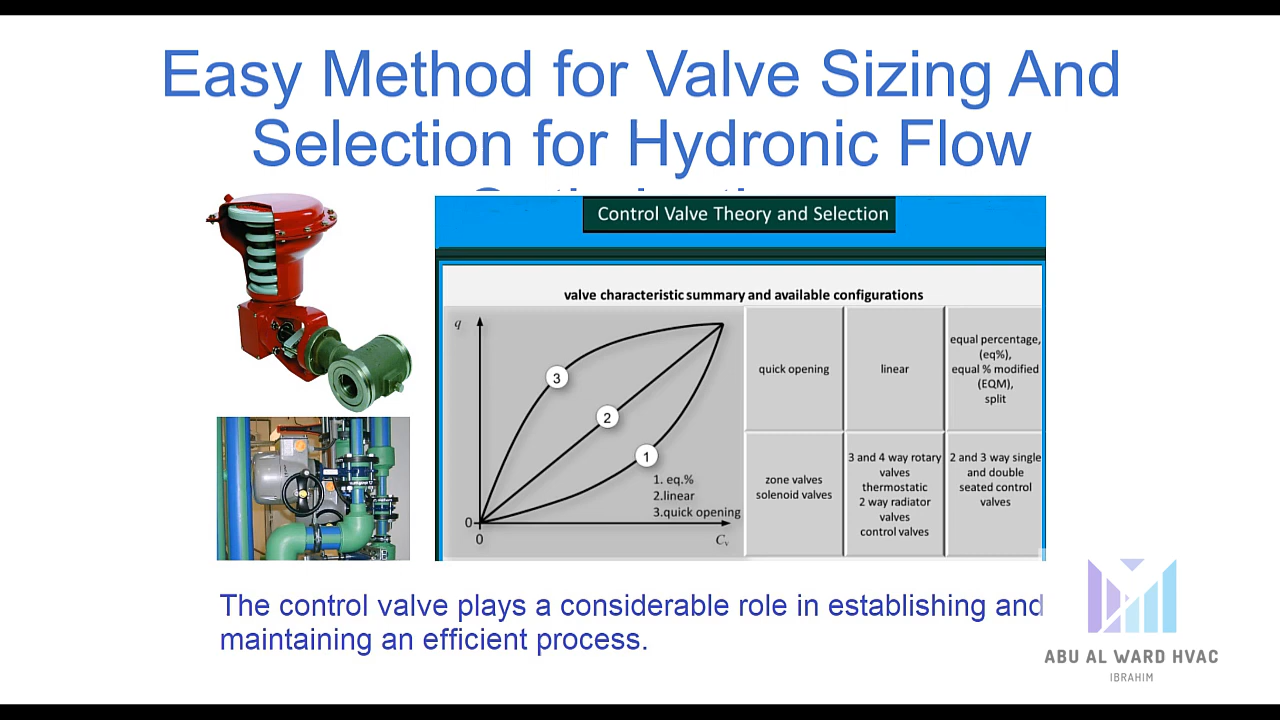 Easy Method for Valve Sizing And
Selection for Hydronic Flow
Control Valve Theory and Selection
valve characteristic summary and available configurations
q
3
2
1
1. eq.%
2.linear
3.quick opening
0
0
Cv
quick opening
linear
equal percentage,
(eq%),
equal % modified
(EQM),
split
zone valves
solenoid valves
3 and 4 way rotary
valves
thermostatic
2 way radiator
valves
control valves
2 and 3 way single
and double
seated control
valves
The control valve plays a considerable role in establishing and
maintaining an efficient process.
ABU AL WARD HVAC
IBRAHIM